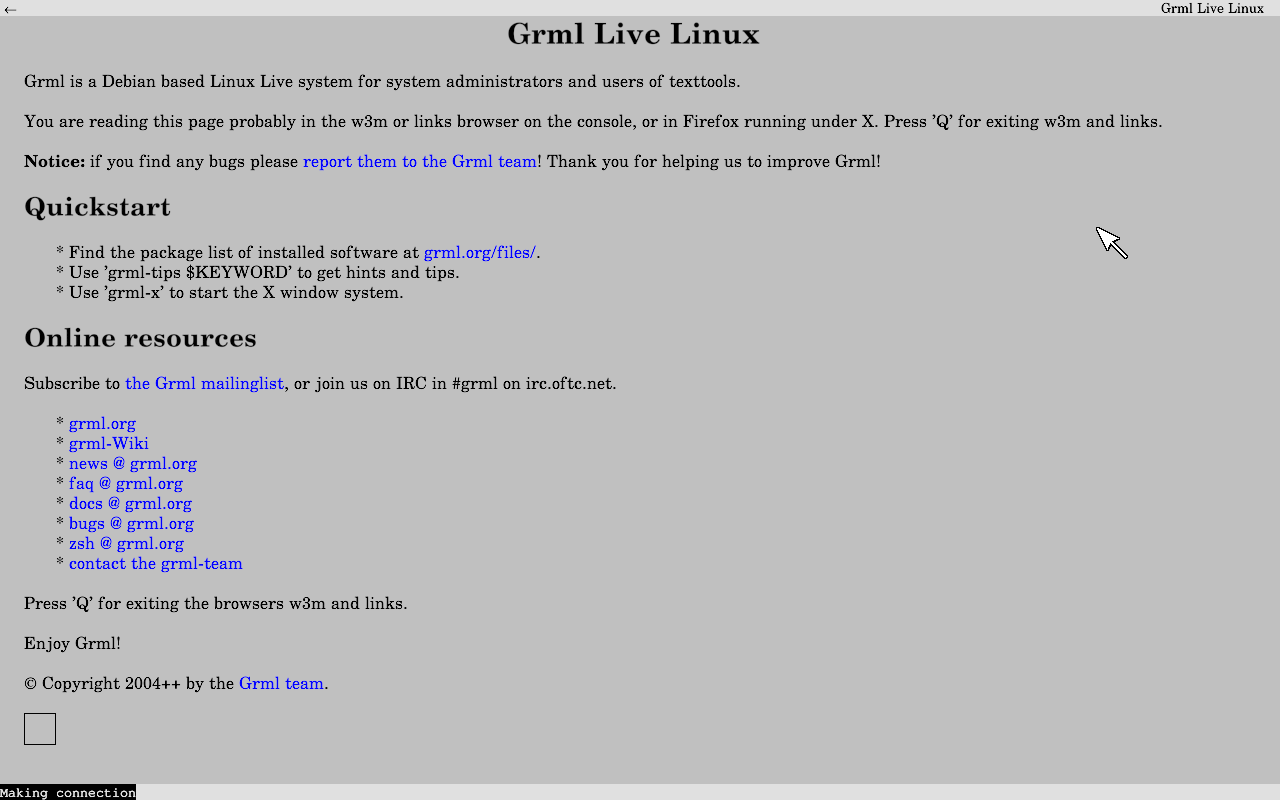 ←
Grml Live Linux
Grml Live Linux
Grml is a Debian based Linux Live system for system administrators and users of texttools.
You are reading this page probably in the w3m or links browser on the console, or in Firefox running under X. Press 'Q' for exiting w3m and links.
Notice: if you find any bugs please report them to the Grml team! Thank you for helping us to improve Grml!
Quickstart
* Find the package list of installed software at grml.org/files/.
* Use 'grml-tips $KEYWORD' to get hints and tips.
* Use 'grml-x' to start the X window system.
Online resources
Subscribe to the Grml mailinglist, or join us on IRC in #grml on irc.oftc.net.
* grml.org
* grml-Wiki
* news @ grml.org
* faq @ grml.org
* docs @ grml.org
* bugs @ grml.org
* zsh @ grml.org
* contact the grml-team
Press 'Q' for exiting the browsers w3m and links.
Enjoy Grml!
© Copyright 2004++ by the Grml team.
Making connection